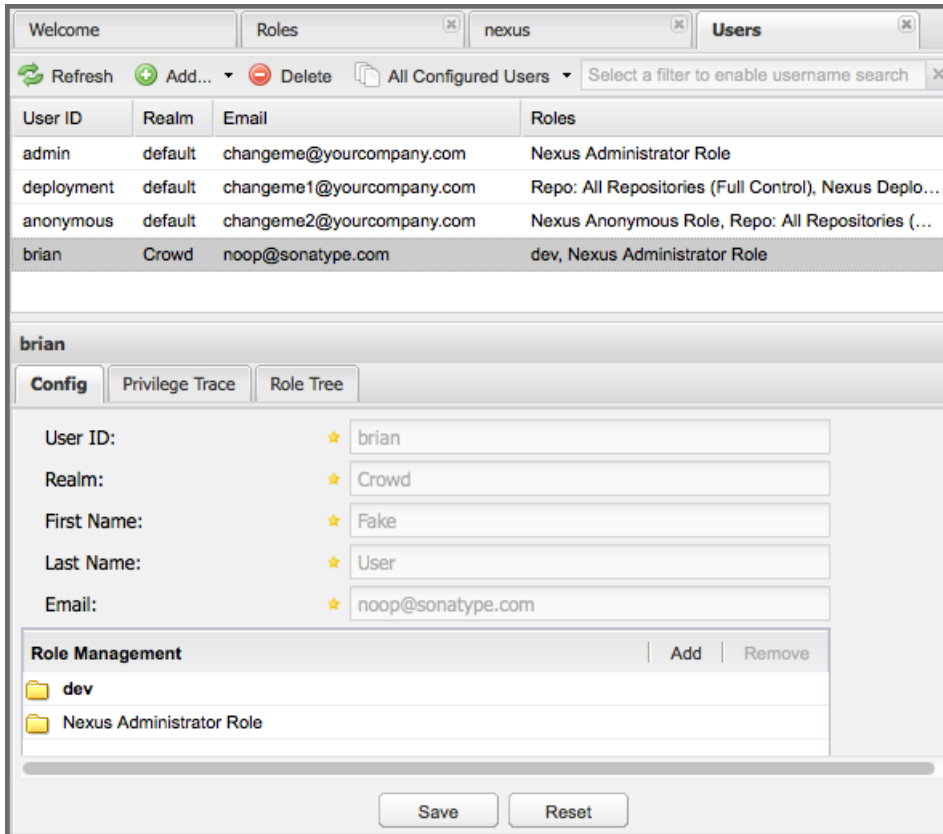 Welcome Roles nexus Users
Refresh Add... Delete All Configured Users Select a filter to enable username search
User ID Realm Email Roles
admin default changeme@yourcompany.com Nexus Administrator Role
deployment default changeme1@yourcompany.com Repo: All Repositories (Full Control), Nexus Deplo...
anonymous default changeme2@yourcompany.com Nexus Anonymous Role, Repo: All Repositories (...
brian Crowd noop@sonatype.com dev, Nexus Administrator Role
brian
Config Privilege Trace Role Tree
User ID: brian
Realm: Crowd
First Name: Fake
Last Name: User
Email: noop@sonatype.com
Role Management Add Remove
dev
Nexus Administrator Role
Save Reset